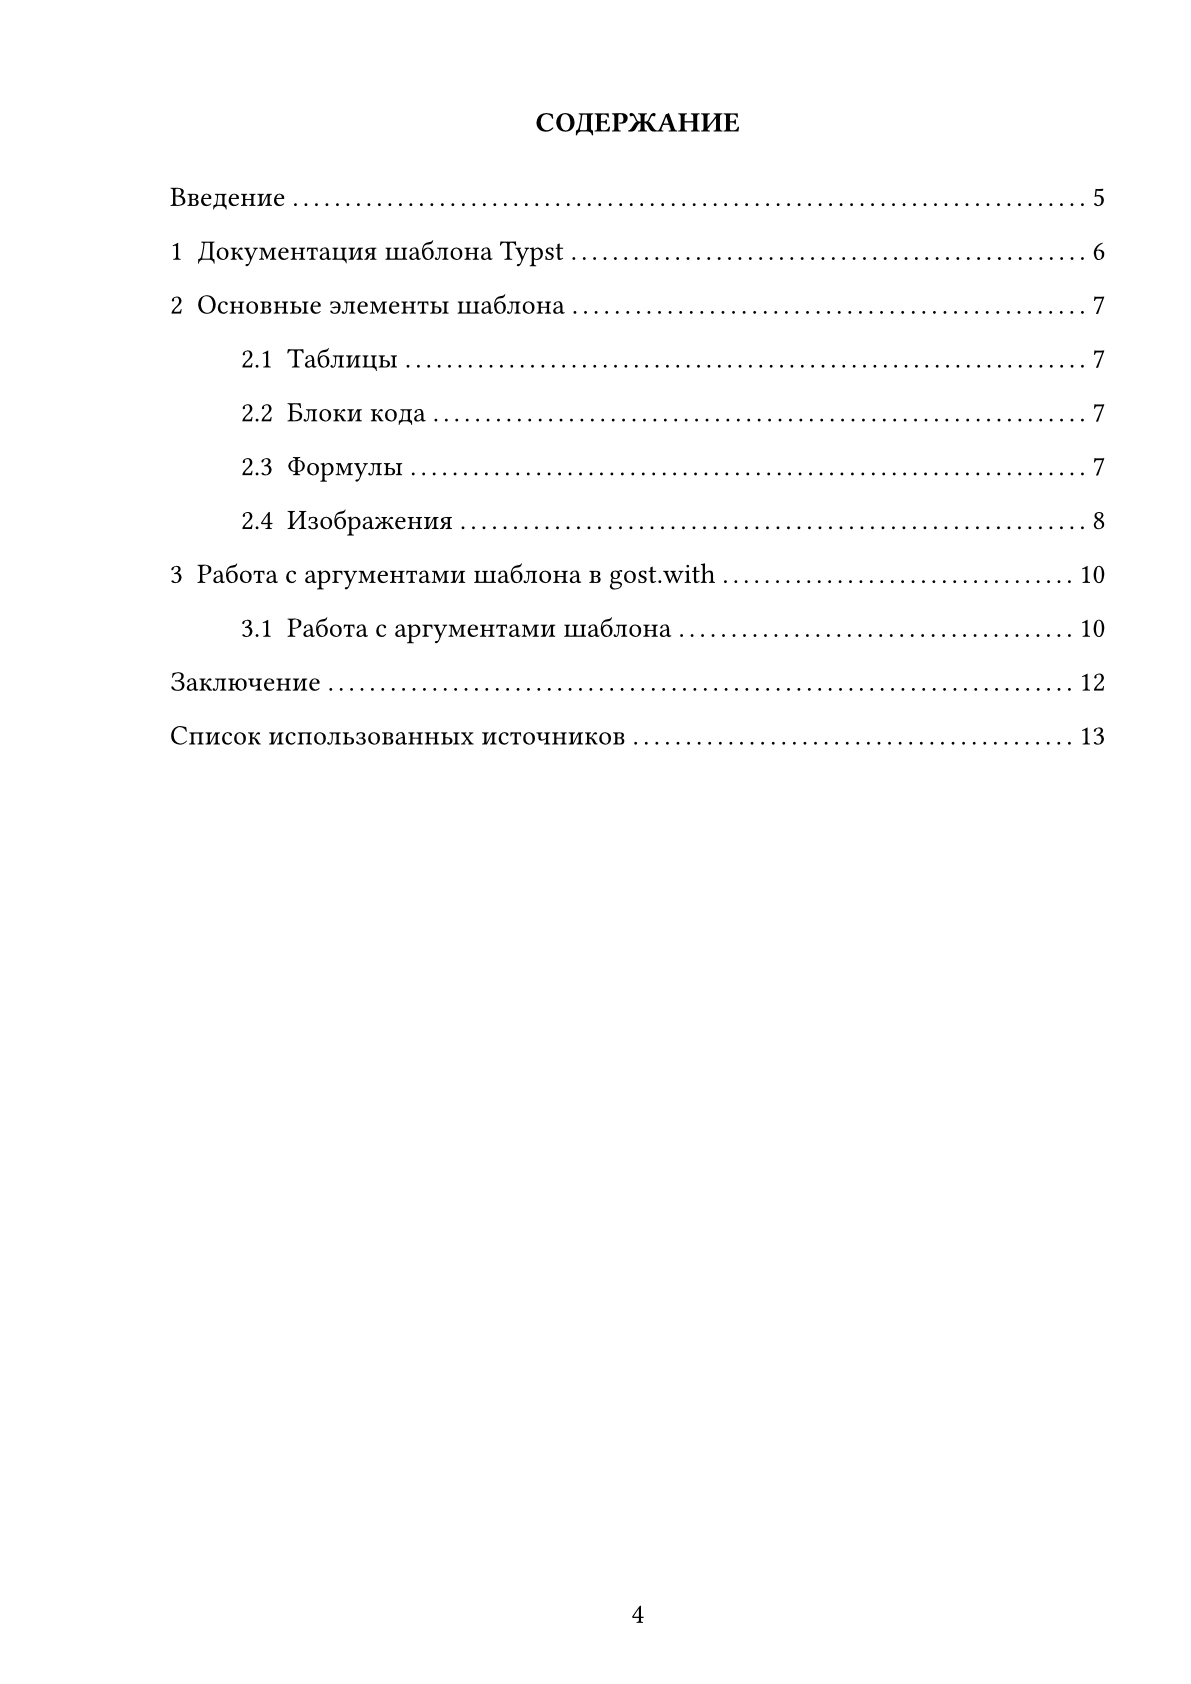 СОДЕРЖАНИЕ
Введение ........................................................................... 5
1 Документация шаблона Typst ................................................ 6
2 Основные элементы шаблона ................................................ 7
2.1 Таблицы ................................................................ 7
2.2 Блоки кода ............................................................. 7
2.3 Формулы ................................................................ 7
2.4 Изображения ........................................................... 8
3 Работа с аргументами шаблона в gost.with ................................. 10
3.1 Работа с аргументами шаблона ..................................... 10
Заключение ...................................................................... 12
Список использованных источников ......................................... 13
4